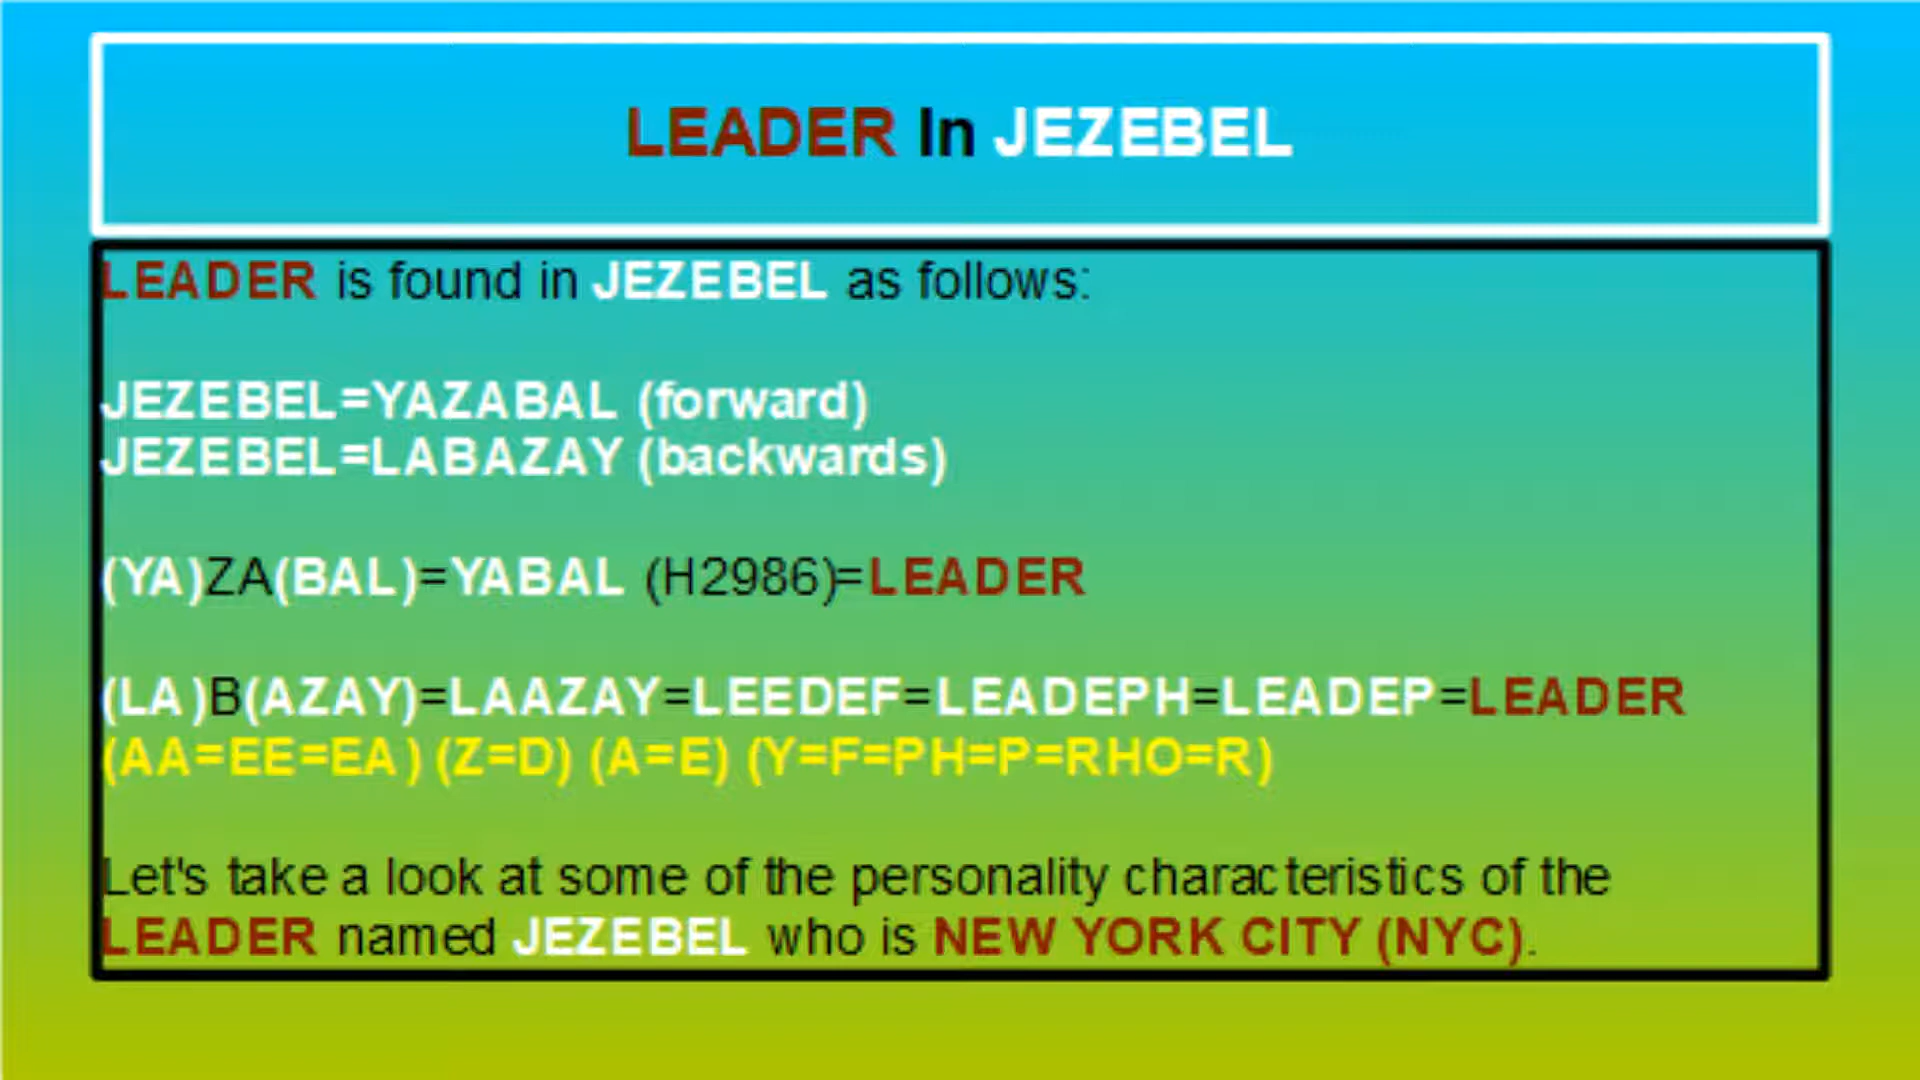 LEADER In JEZEBEL
LEADER is found in JEZEBEL as follows:
JEZEBEL=YAZABAL (forward)
JEZEBEL=LABAZAY (backwards)
(YA)ZA(BAL)=YABAL (H2986)=LEADER
(LA)B(AZAY)=LAAZAY=LEEDEF=LEADEPH=LEADEP=LEADER
(AA=EE=EA) (Z=D) (A=E) (Y=F=PH=P=RHO=R)
Let's take a look at some of the personality characteristics of the
LEADER named JEZEBEL who is NEW YORK CITY (NYC).